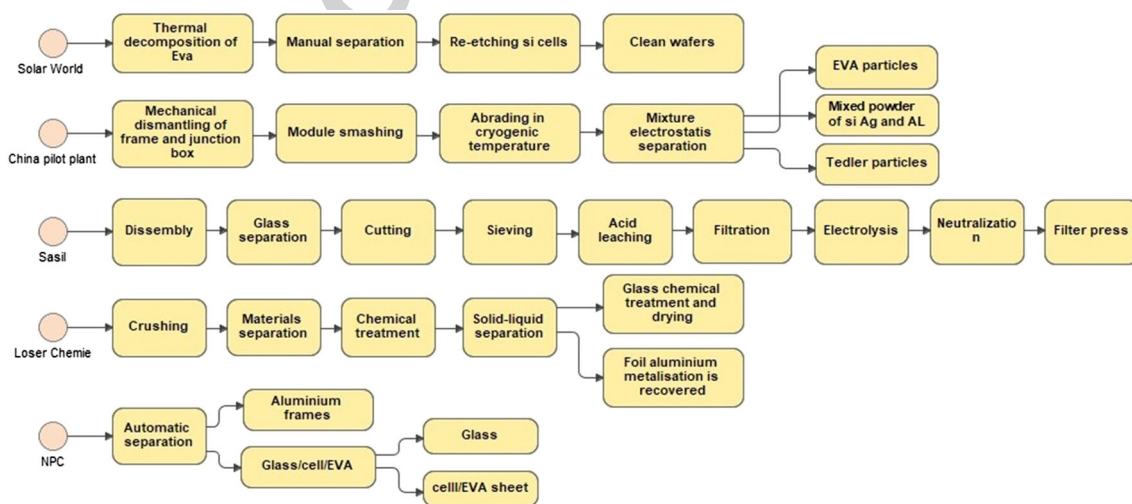 Thermal
decomposition of
Eva
Manual separation
Re-etching si cells
Clean wafers
Solar World
EVA particles
Mechanical
dismantling of
frame and junction
box
Module smashing
Abrading in
cryogenic
temperature
Mixture
electrostatis
separation
Mixed powder
of si Ag and AL
China pilot plant
Tedler particles
Dissembly
Glass
separation
Cutting
Sieving
Acid
leaching
Filtration
Electrolysis
Neutralizatio
n
Filter press
Sasil
Crushing
Materials
separation
Chemical
treatment
Solid-liquid
separation
Glass chemical
treatment and
drying
Loser Chemie
Foil aluminium
metalisation is
recovered
Automatic
separation
Aluminium
frames
Glass/cell/EVA
Glass
celll/EVA sheet
NPC